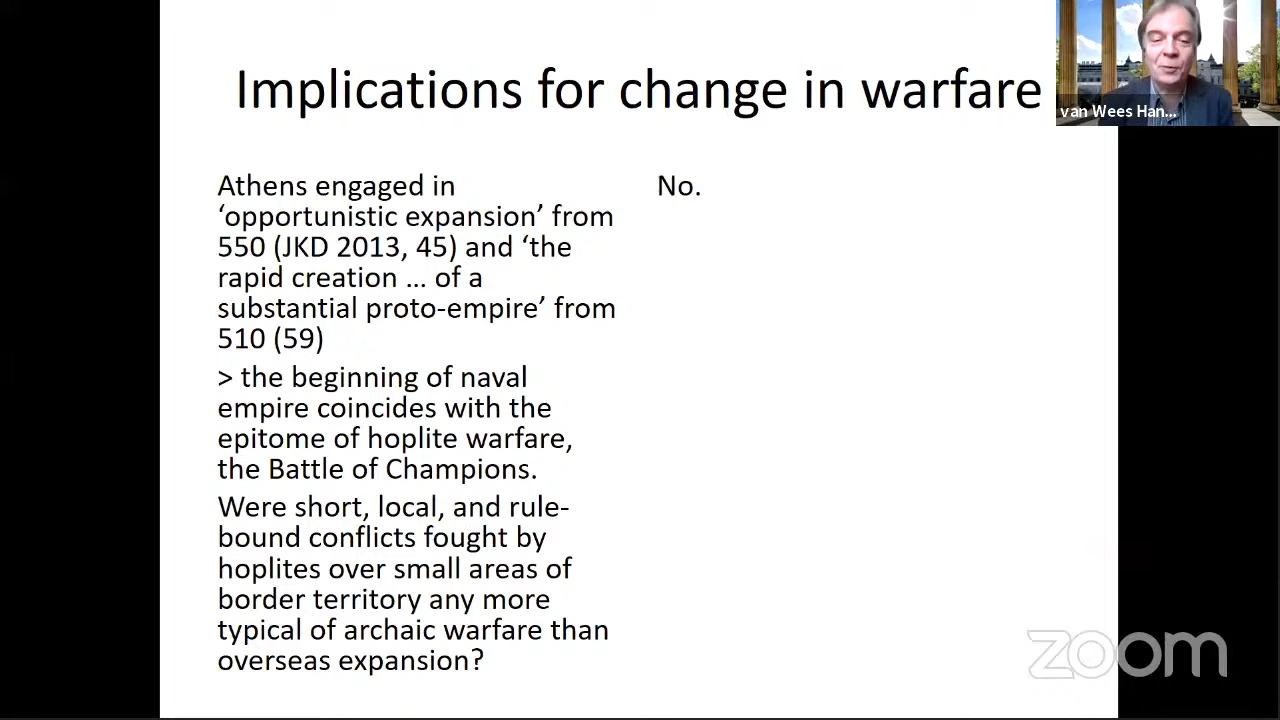 Implications for change in warfare
van Wees Han...
Athens engaged in
‘opportunistic expansion’ from
550 (JKD 2013, 45) and ‘the
rapid creation … of a
substantial proto-empire’ from
510 (59)
> the beginning of naval
empire coincides with the
epitome of hoplite warfare,
the Battle of Champions.
Were short, local, and rule-
bound conflicts fought by
hoplites over small areas of
border territory any more
typical of archaic warfare than
overseas expansion?
No.
zoom